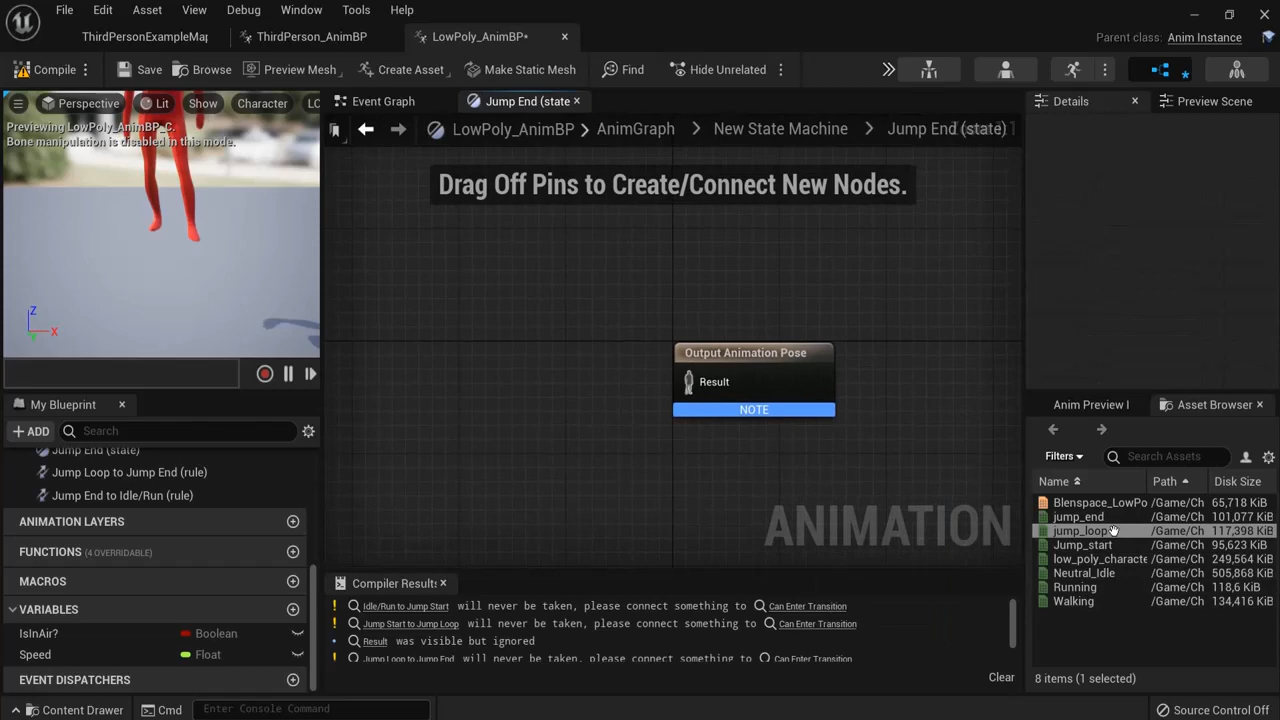 File Edit Asset View Debug Window Tools Help
ThirdPersonExampleMap ThirdPerson_AnimBP LowPoly_AnimBP* Parent class: Anim Instance
Compile Save Browse Preview Mesh Create Asset Make Static Mesh Find Hide Unrelated
Perspective Lit Show Character LO
Previewing LowPoly_AnimBP_C.
Bone manipulation is disabled in this mode.
Z
X
Y
Event Graph Jump End (state
LowPoly_AnimBP AnimGraph New State Machine Jump End (state)
Drag Off Pins to Create/Connect New Nodes.
Output Animation Pose
Result
NOTE
ANIMATION
My Blueprint
ADD Search
Jump End (state)
Jump Loop to Jump End (rule)
Jump End to Idle/Run (rule)
ANIMATION LAYERS
FUNCTIONS (4 OVERRIDABLE)
MACROS
VARIABLES
IsInAir? Boolean
Speed Float
EVENT DISPATCHERS
Compiler Results
Idle/Run to Jump Start will never be taken, please connect something to Can Enter Transition
Jump Start to Jump Loop will never be taken, please connect something to Can Enter Transition
Result was visible but ignored
Jump Loop to Jump End will never be taken, please connect something to Can Enter Transition
Clear
Details Preview Scene
Anim Preview I Asset Browser
Filters Search Assets
Name Path Disk Size
Blenspace_LowPo /Game/Ch 65,718 KiB
jump_end /Game/Ch 101,077 KiB
jump_loop /Game/Ch 117,398 KiB
Jump_start /Game/Ch 95,623 KiB
low_poly_characte /Game/Ch 249,564 KiB
Neutral_Idle /Game/Ch 505,868 KiB
Running /Game/Ch 118,6 KiB
Walking /Game/Ch 134,416 KiB
8 items (1 selected)
Content Drawer Cmd Enter Console Command Source Control Off